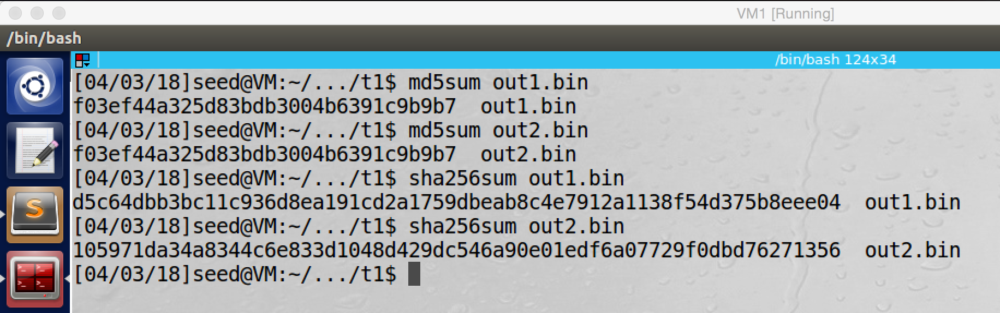 VM1 [Running]
/bin/bash
/bin/bash 124x34
[04/03/18]seed@VM:~/.../t1$ md5sum out1.bin
f03ef44a325d83bdb3004b6391c9b9b7  out1.bin
[04/03/18]seed@VM:~/.../t1$ md5sum out2.bin
f03ef44a325d83bdb3004b6391c9b9b7  out2.bin
[04/03/18]seed@VM:~/.../t1$ sha256sum out1.bin
d5c64dbb3bc11c936d8ea191cd2a1759dbeab8c4e7912a1138f54d375b8eee04  out1.bin
[04/03/18]seed@VM:~/.../t1$ sha256sum out2.bin
105971da34a8344c6e833d1048d429dc546a90e01edf6a07729f0dbd76271356  out2.bin
[04/03/18]seed@VM:~/.../t1$